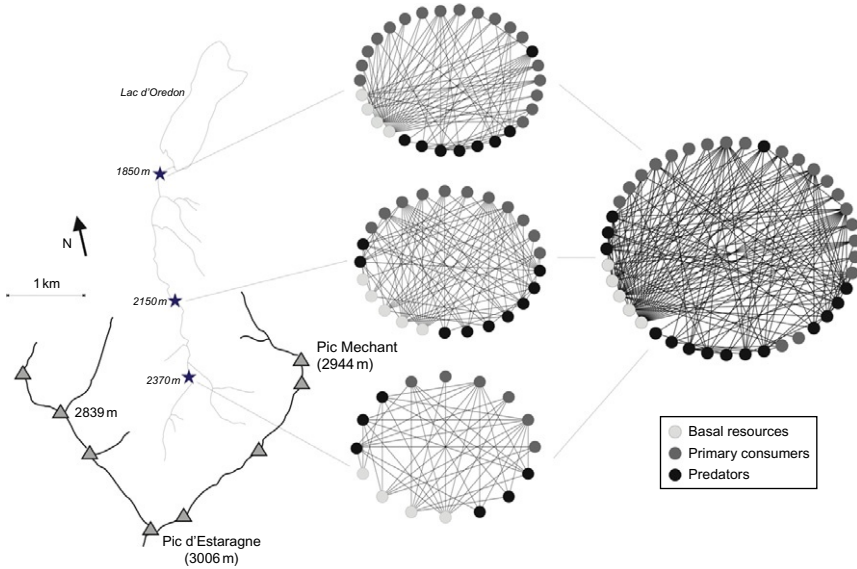 Lac d'Oredon
1850 m
N
1 km
2150 m
Pic Mechant
(2944 m)
2370 m
2839 m
Basal resources
Primary consumers
Predators
Pic d'Estaragne
(3006 m)